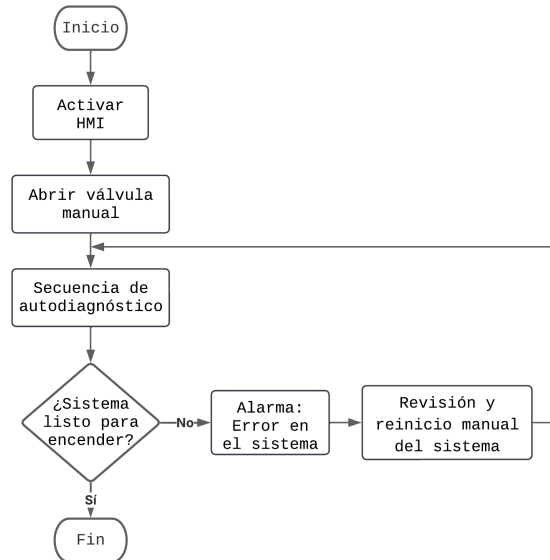 Inicio
Activar
HMI
Abrir válvula
manual
Secuencia de
autodiagnóstico
¿Sistema
listo para
encender?
No
Alarma:
Error en
el sistema
Revisión y
reinicio manual
del sistema
Sí
Fin